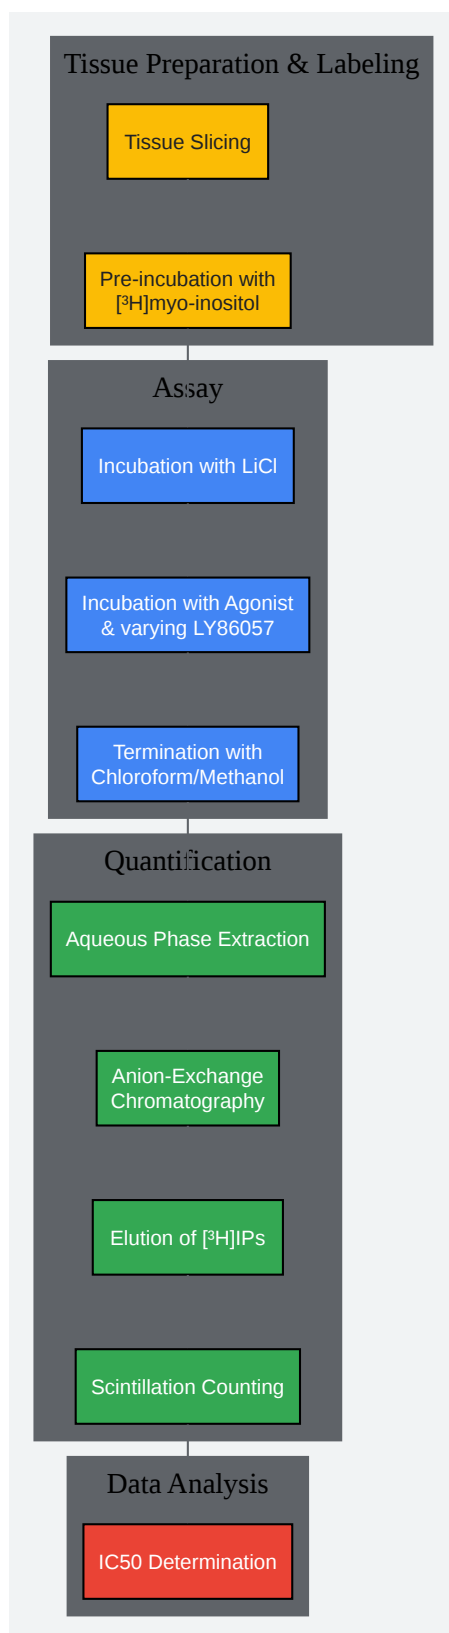 Tissue Preparation & Labeling
Tissue Slicing
Pre-incubation with
[³H]myo-inositol
Assay
Incubation with LiCl
Incubation with Agonist
& varying LY86057
Termination with
Chloroform/Methanol
Quantification
Aqueous Phase Extraction
Anion-Exchange
Chromatography
Elution of [³H]IPs
Scintillation Counting
Data Analysis
IC50 Determination